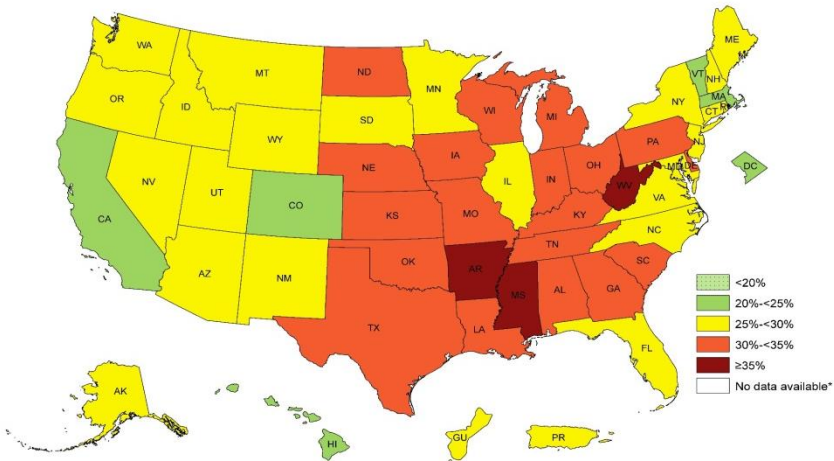 WA
MT
ND
MN
ME
VT
NH
OR
ID
SD
WI
MI
NY
MA
CT
WY
IA
NE
PA
NJ
NV
UT
CO
IL
IN
OH
MD
DE
DC
CA
KS
MO
WV
VA
KY
NC
AZ
NM
OK
AR
TN
SC
TX
LA
MS
AL
GA
FL
AK
HI
GU
PR
<20%
20%-<25%
25%-<30%
30%-<35%
≥35%
No data available*